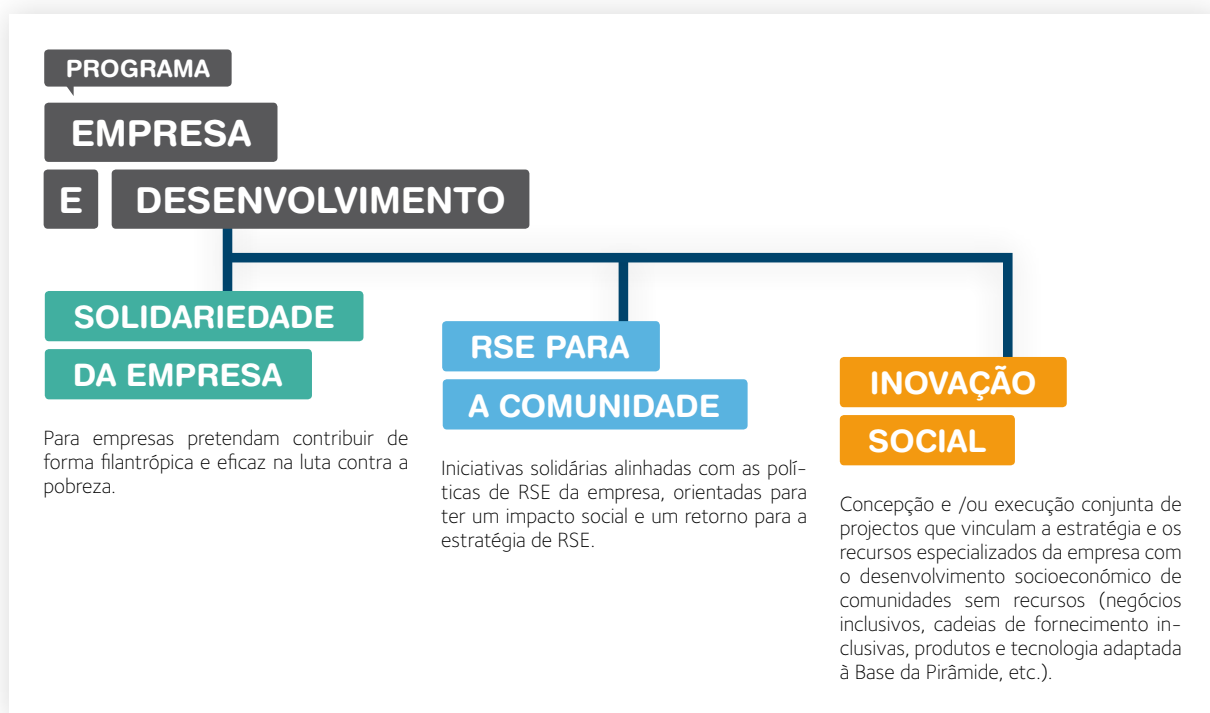 PROGRAMA
EMPRESA
E DESENVOLVIMENTO
SOLIDARIEDADE
DA EMPRESA
Para empresas pretendam contribuir de
forma filantrópica e eficaz na luta contra a
pobreza.
RSE PARA
A COMUNIDADE
Iniciativas solidárias alinhadas com as polí-
ticas de RSE da empresa, orientadas para
ter um impacto social e um retorno para a
estratégia de RSE.
INOVAÇÃO
SOCIAL
Concepção e /ou execução conjunta de
projectos que vinculam a estratégia e os
recursos especializados da empresa com
o desenvolvimento socioeconómico de
comunidades sem recursos (negócios
inclusivos, cadeias de fornecimento in-
clusivas, produtos e tecnologia adaptada
à Base da Pirâmide, etc.).